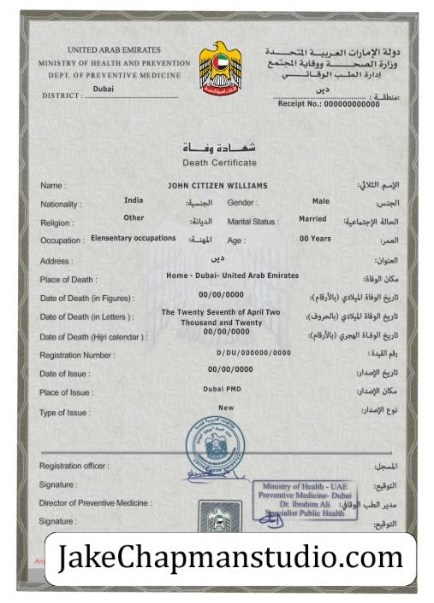 UNITED ARAB EMIRATES
MINISTRY OF HEALTH AND PREVENTION
DEPT. OF PREVENTIVE MEDICINE
DISTRICT : Dubai
دولة الإمارات العربية المتحدة
وزارة الصحة ووقاية المجتمع
إدارة الطب الوقائي
منطقة : دبي
Receipt No.: 000000000000
شهادة وفاة
Death Certificate
Name : JOHN CITIZEN WILLIAMS الإسم الثلاثي:
Nationality : India الجنسية: Gender : Male الجنس:
Religion : Other الديانة: Marital Status : Married الحالة الإجتماعية:
Occupation : Elensentary occupations المهنة: Age : 00 Years العمر:
Address : دبي العنوان:
Place of Death : Home - Dubai- United Arab Emirates مكان الوفاة:
Date of Death (in Figures) : 00/00/0000 تاريخ الوفاة الميلادي (بالأرقام):
Date of Death (in Letters ) : The Twenty Seventh of April Two Thousand and Twenty تاريخ الوفاة الميلادي (بالحروف):
Date of Death (Hijri calendar ) : 00/00/0000 تاريخ الوفاة الهجري (بالأرقام):
Registration Number : D/DU/000000/0000 رقم القيدة :
Date of Issue : 00/00/0000 تاريخ الإصدار:
Place of Issue : Dubai PMD مكان الإصدار:
Type of Issue : New نوع الإصدار:
Registration officer : المسجل:
Signature : التوقيع:
Director of Preventive Medicine : مدير الطب الوقائي:
Signature : التوقيع:
Ministry of Health - UAE
Preventive Medicine- Dubai
Dr. Ibrahim Ali
Specialist Public Health
JakeChapmanstudio.com